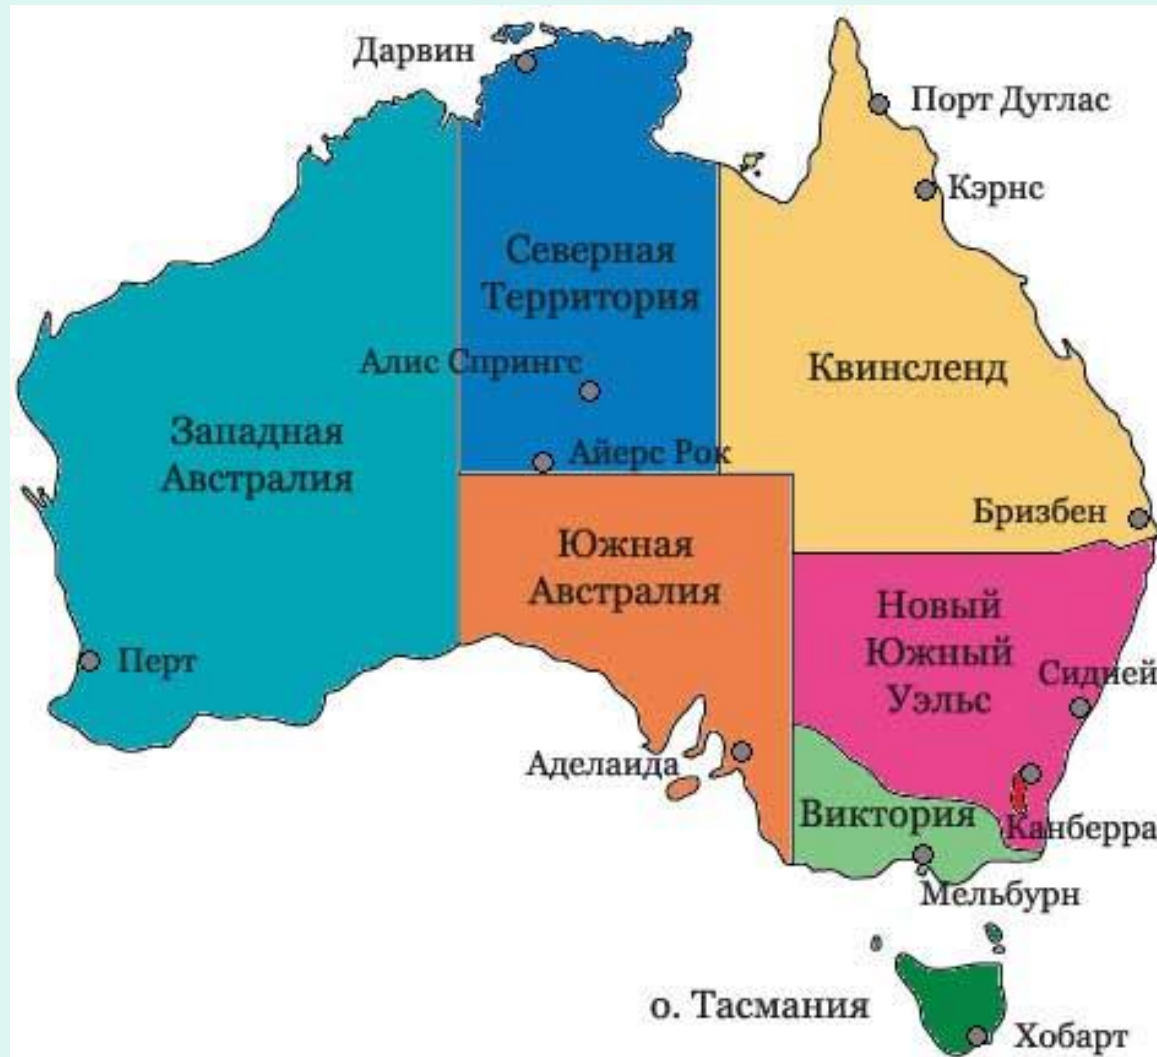 Дарвин
Порт Дуглас
Кэрнс
Северная
Территория
Алис Спрингс
Квинсленд
Западная
Австралия
Айерс Рок
Бризбен
Южная
Австралия
Новый
Южный
Уэльс
Сидней
Перт
Аделаида
Виктория
Канберра
Мельбурн
о. Тасмания
Хобарт